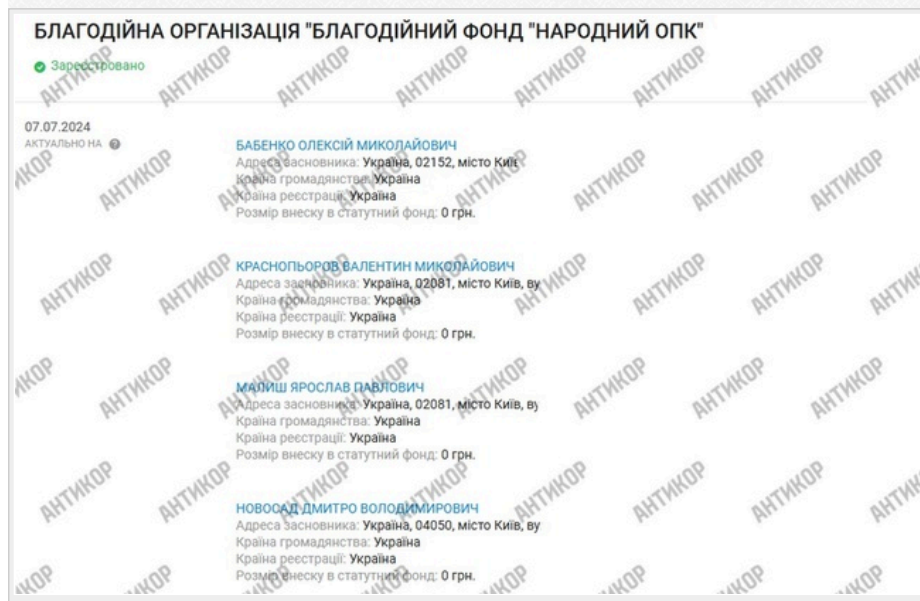 БЛАГОДІЙНА ОРГАНІЗАЦІЯ "БЛАГОДІЙНИЙ ФОНД "НАРОДНИЙ ОПК"
Зареєстровано
07.07.2024
АКТУАЛЬНО НА
БАБЕНКО ОЛЕКСІЙ МИКОЛАЙОВИЧ
Адреса засновника: Україна, 02152, місто Київ
Країна громадянства: Україна
Країна реєстрації: Україна
Розмір внеску в статутний фонд: 0 грн.
КРАСНОПЬОРОВ ВАЛЕНТИН МИКОЛАЙОВИЧ
Адреса засновника: Україна, 02081, місто Київ, ву
Країна громадянства: Україна
Країна реєстрації: Україна
Розмір внеску в статутний фонд: 0 грн.
МАЛИШ ЯРОСЛАВ ПАВЛОВИЧ
Адреса засновника: Україна, 02081, місто Київ, ву
Країна громадянства: Україна
Країна реєстрації: Україна
Розмір внеску в статутний фонд: 0 грн.
НОВОСАД ДМИТРО ВОЛОДИМИРОВИЧ
Адреса засновника: Україна, 04050, місто Київ, ву
Країна громадянства: Україна
Країна реєстрації: Україна
Розмір внеску в статутний фонд: 0 грн.
АНТИКОР